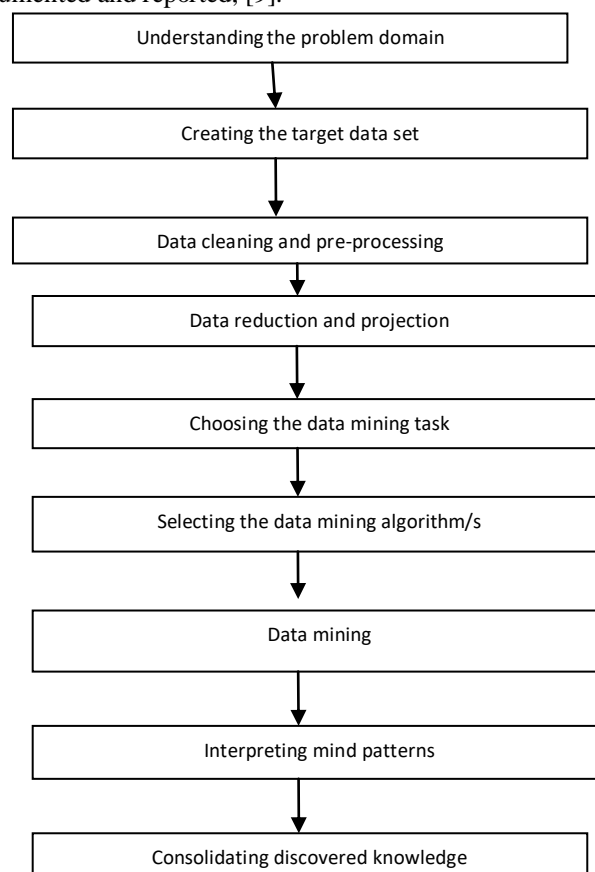 and reported, [9].
Understanding the problem domain
Creating the target data set
Data cleaning and pre-processing
Data reduction and projection
Choosing the data mining task
Selecting the data mining algorithm/s
Data mining
Interpreting mind patterns
Consolidating discovered knowledge